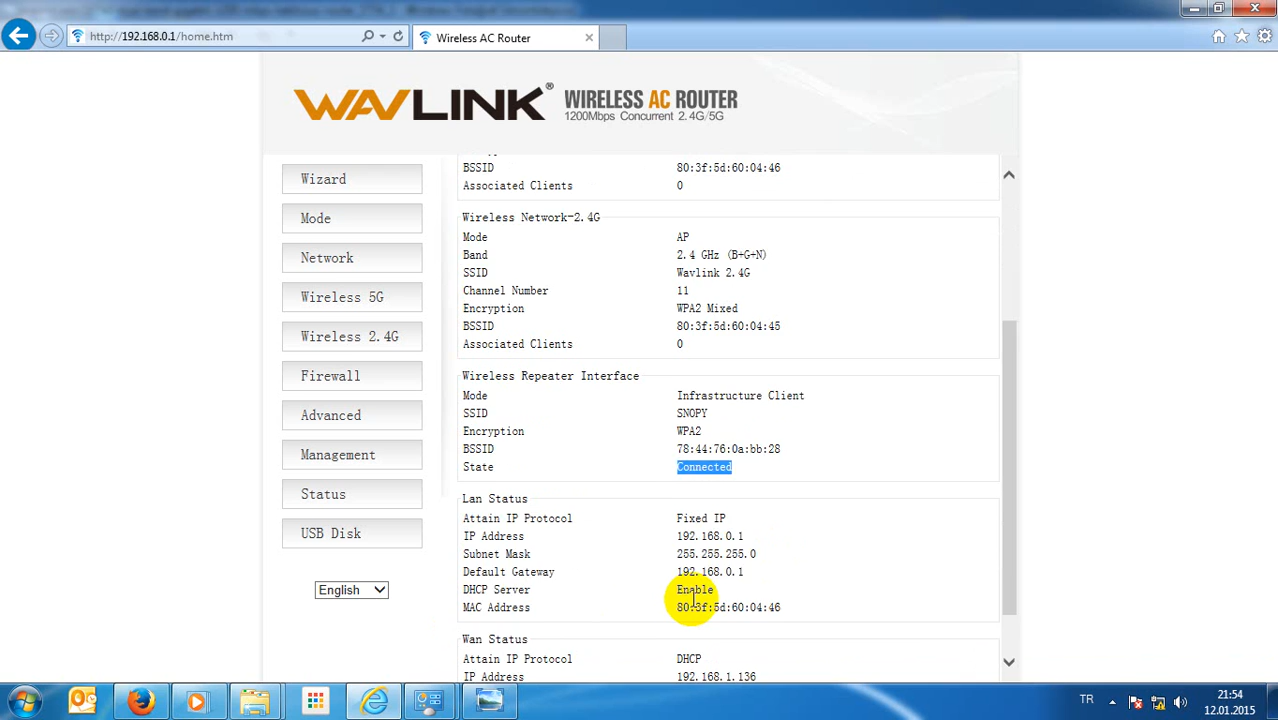 http://192.168.0.1/home.htm
Wireless AC Router
WAVLINK®
WIRELESS AC ROUTER
1200Mbps Concurrent 2.4G/5G
Wizard
Mode
Network
Wireless 5G
Wireless 2.4G
Firewall
Advanced
Management
Status
USB Disk
English
BSSID 80:3f:5d:60:04:46
Associated Clients 0
Wireless Network-2.4G
Mode AP
Band 2.4 GHz (B+G+N)
SSID Wavlink 2.4G
Channel Number 11
Encryption WPA2 Mixed
BSSID 80:3f:5d:60:04:45
Associated Clients 0
Wireless Repeater Interface
Mode Infrastructure Client
SSID SNOPY
Encryption WPA2
BSSID 78:44:76:0a:bb:28
State Connected
Lan Status
Attain IP Protocol Fixed IP
IP Address 192.168.0.1
Subnet Mask 255.255.255.0
Default Gateway 192.168.0.1
DHCP Server Enable
MAC Address 80:3f:5d:60:04:46
Wan Status
Attain IP Protocol DHCP
IP Address 192.168.1.136
TR
21:54
12.01.2015